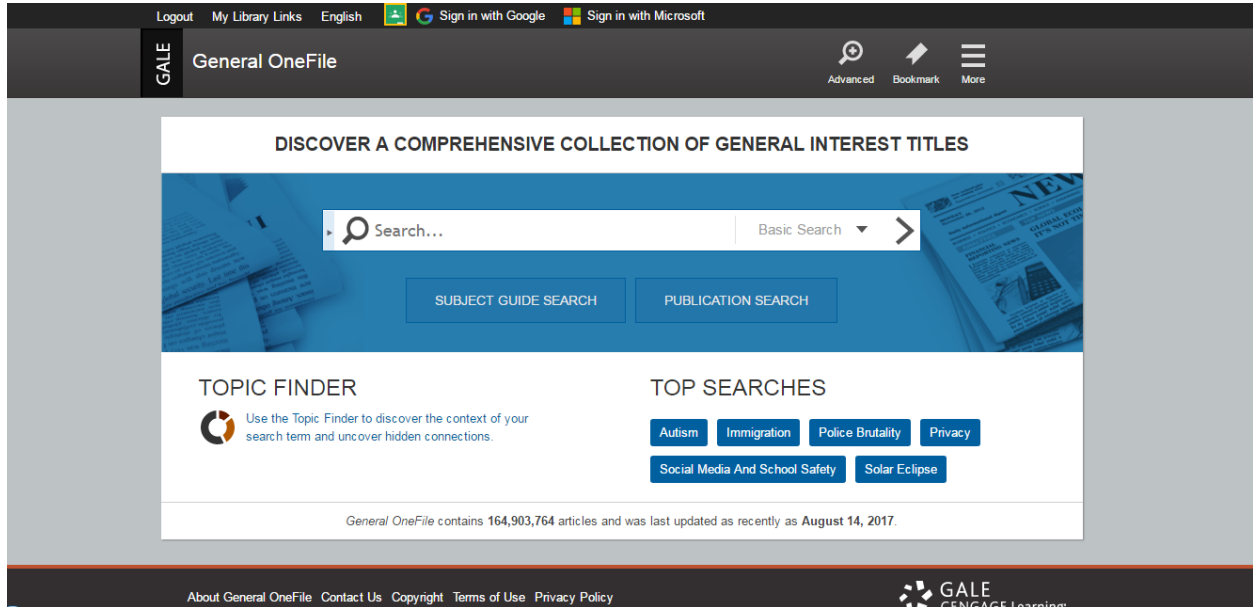 Logout My Library Links English Sign in with Google Sign in with Microsoft
GALE
General OneFile
Advanced Bookmark More
DISCOVER A COMPREHENSIVE COLLECTION OF GENERAL INTEREST TITLES
Search... Basic Search
SUBJECT GUIDE SEARCH PUBLICATION SEARCH
TOPIC FINDER
Use the Topic Finder to discover the context of your
search term and uncover hidden connections.
TOP SEARCHES
Autism Immigration Police Brutality Privacy
Social Media And School Safety Solar Eclipse
General OneFile contains 164,903,764 articles and was last updated as recently as August 14, 2017.
About General OneFile Contact Us Copyright Terms of Use Privacy Policy
GALE
CENGAGE Learning